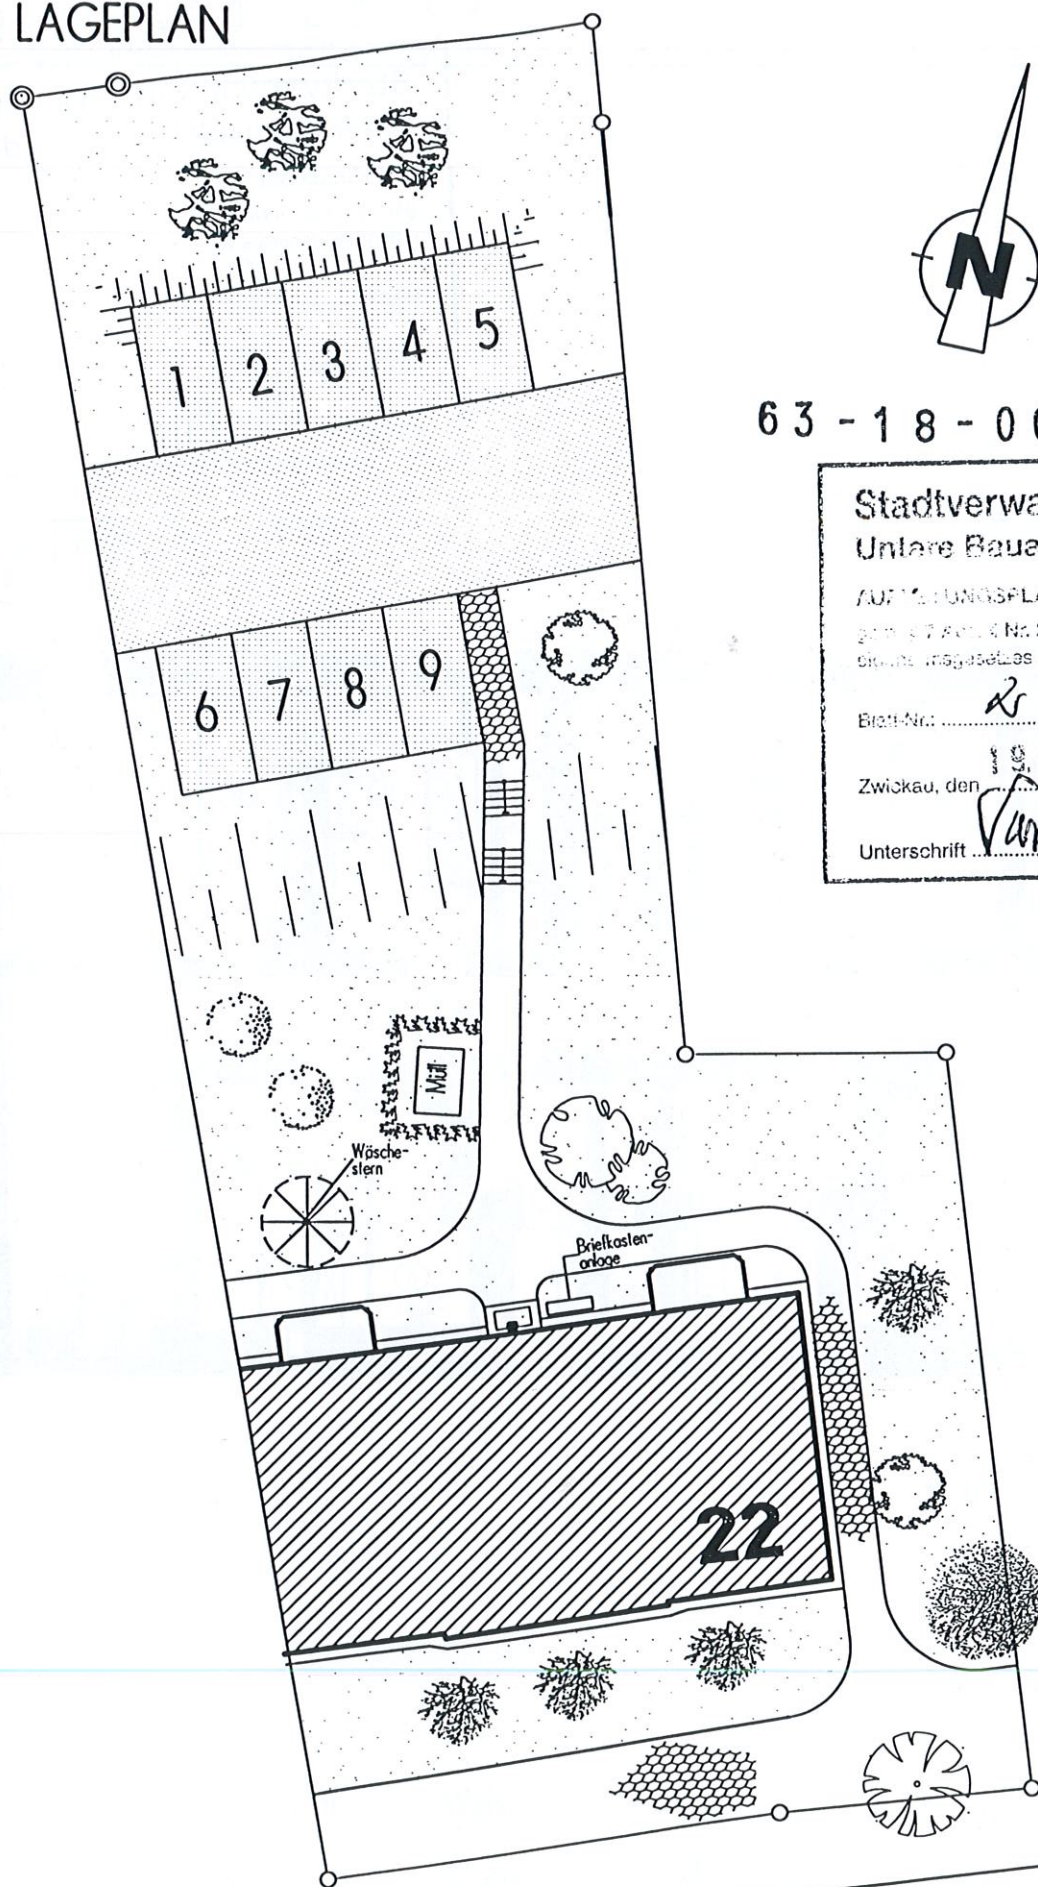 LAGEPLAN
N
1 2 3 4 5
63-18-0
Stadtverwa
Untere Baua
Blatt-Nr.:
19.
Zwickau, den
Unterschrift
6 7 8 9
Müll
Wäsche-
stern
Briefkasten-
anlage
22